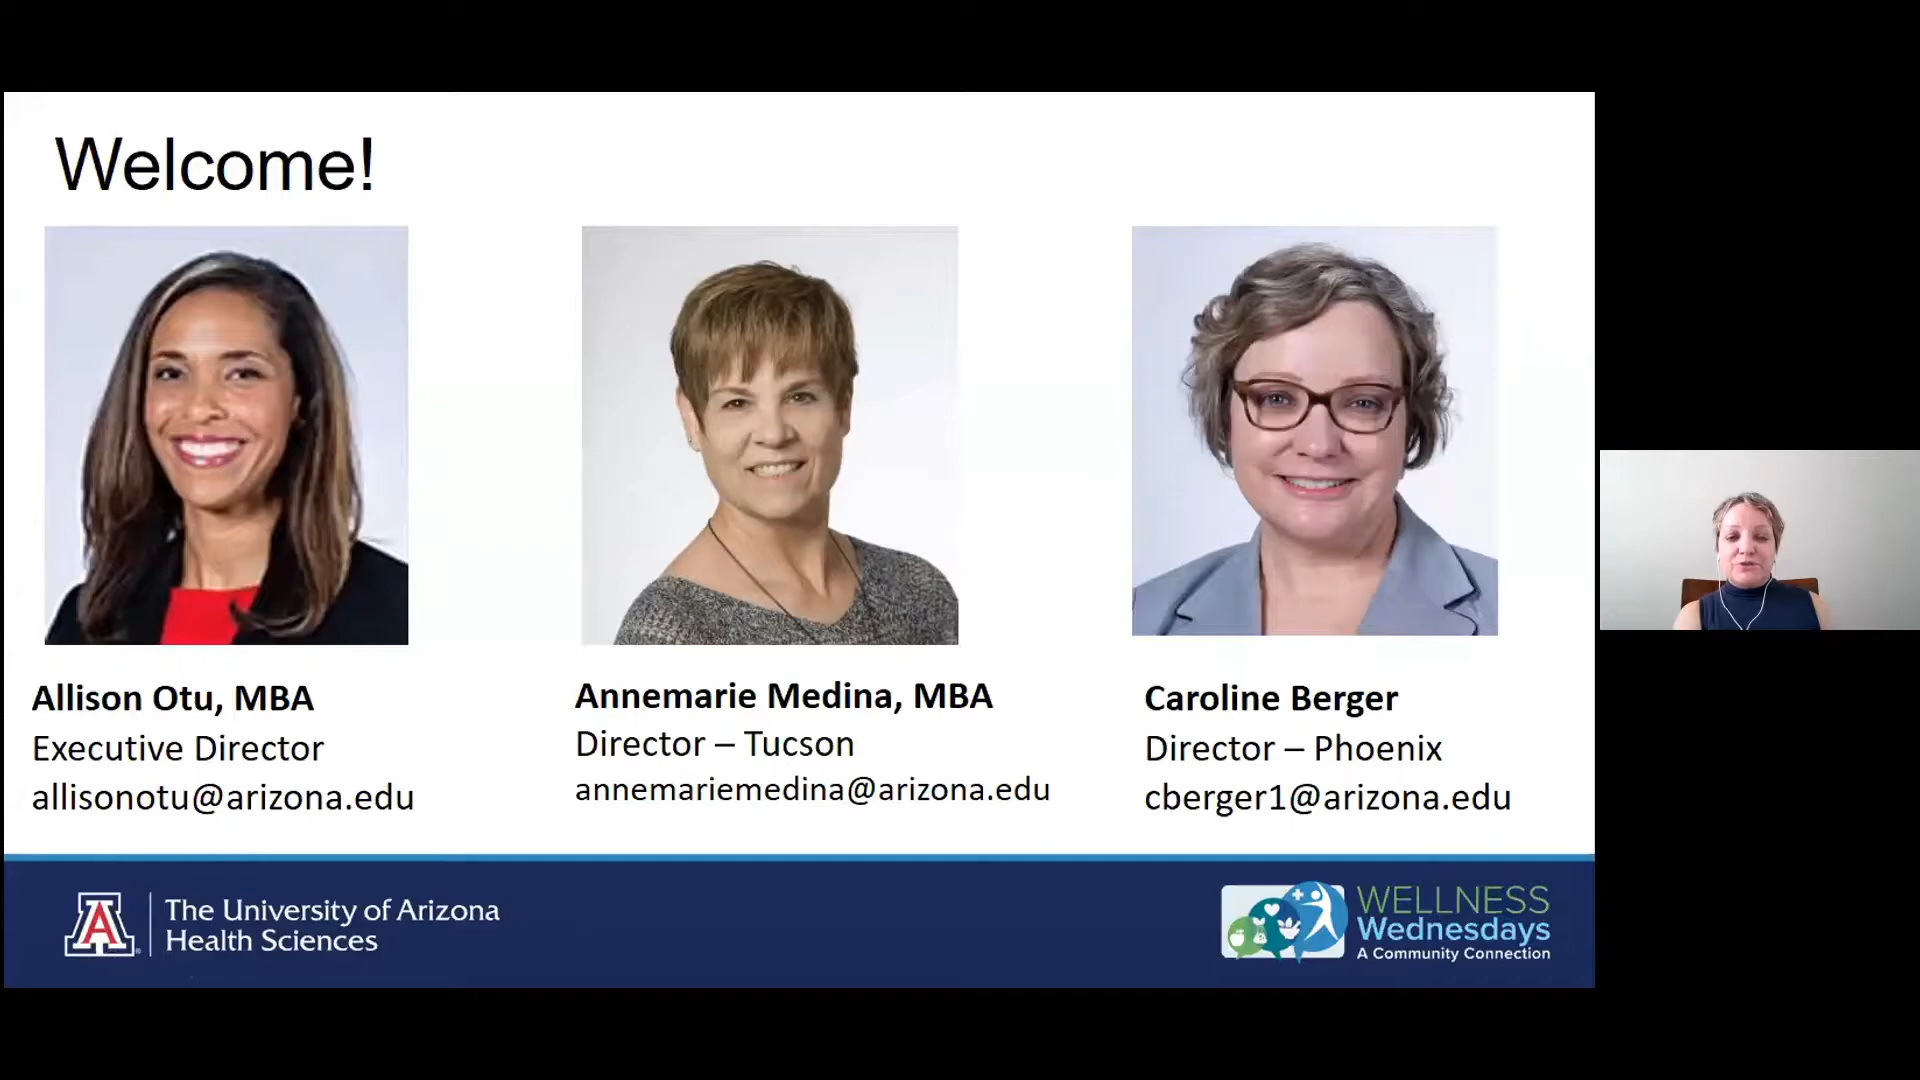 Welcome!
Allison Otu, MBA
Executive Director
allisonotu@arizona.edu
Annemarie Medina, MBA
Director – Tucson
annemariemedina@arizona.edu
Caroline Berger
Director – Phoenix
cberger1@arizona.edu
A
The University of Arizona
Health Sciences
WELLNESS
Wednesdays
A Community Connection